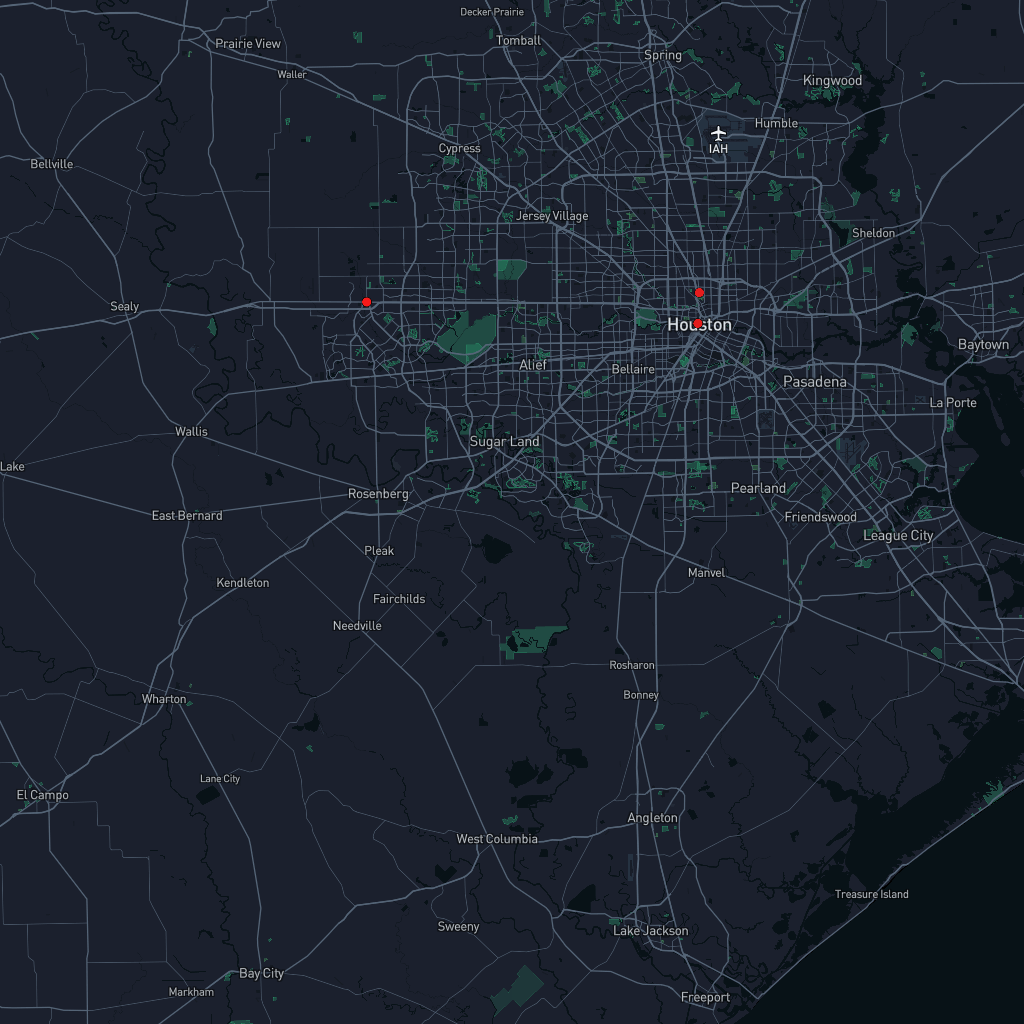 Decker Prairie
Tomball
Prairie View
Spring
Waller
Kingwood
Humble
IAH
Cypress
Bellville
Jersey Village
Sheldon
Sealy
Houston
Baytown
Alief
Bellaire
Pasadena
La Porte
Wallis
Sugar Land
Lake
Rosenberg
Pearland
East Bernard
Friendswood
League City
Pleak
Manvel
Kendleton
Fairchilds
Needville
Rosharon
Bonney
Wharton
Lane City
El Campo
Angleton
West Columbia
Treasure Island
Sweeny
Lake Jackson
Bay City
Markham
Freeport